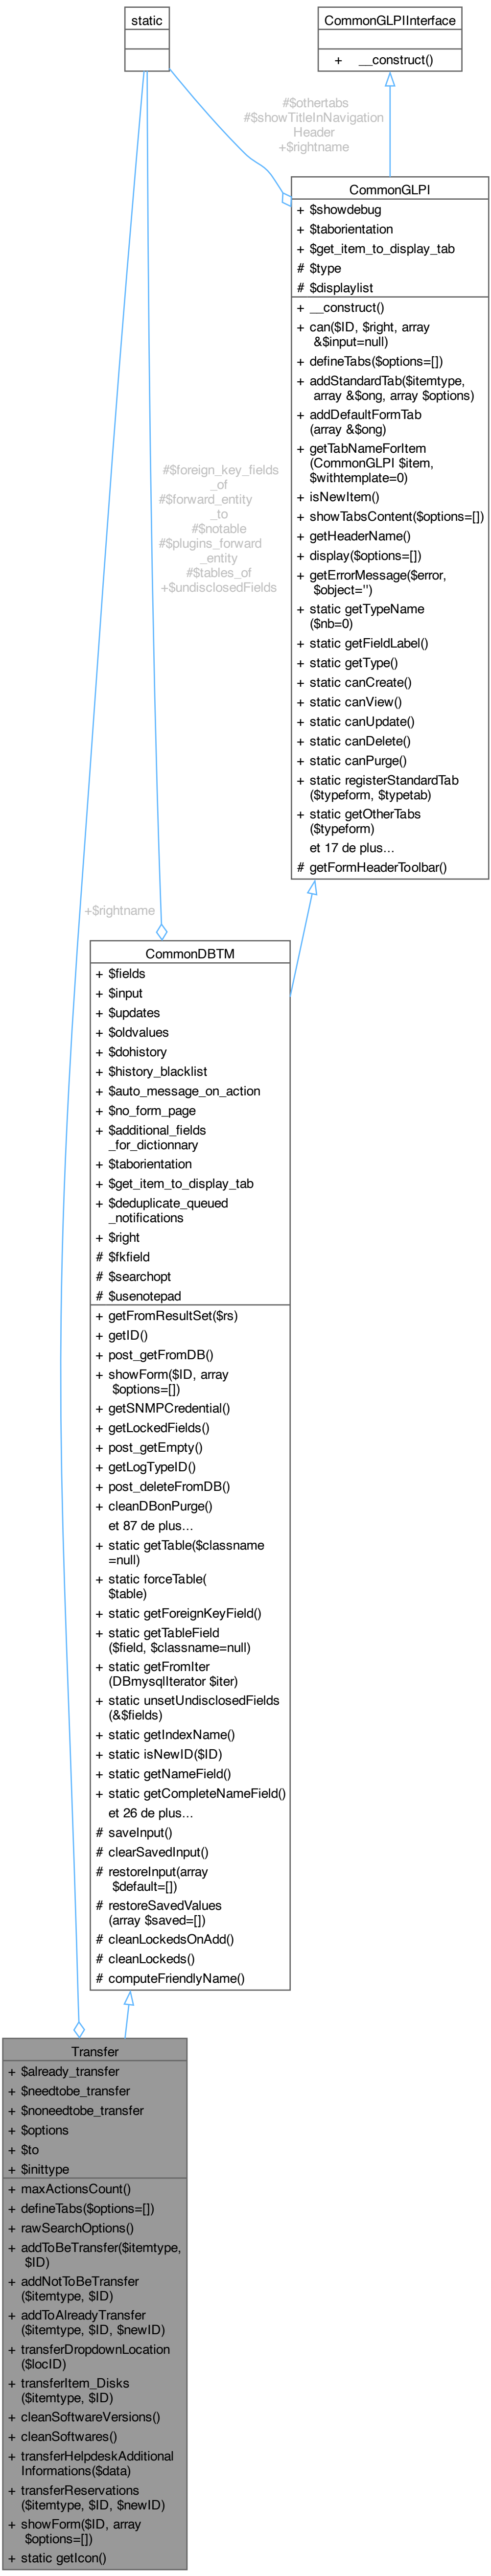 static
CommonGLPIInterface
+ __construct()
#$othertabs
#$showTitleInNavigation
Header
+$rightname
CommonGLPI
+ $showdebug
+ $taborientation
+ $get_item_to_display_tab
# $type
# $displaylist
+ __construct()
+ can($ID, $right, array
&$input=null)
+ defineTabs($options=[])
+ addStandardTab($itemtype,
array &$ong, array $options)
+ addDefaultFormTab
(array &$ong)
+ getTabNameForItem
(CommonGLPI $item,
$withtemplate=0)
+ isNewItem()
+ showTabsContent($options=[])
+ getHeaderName()
+ display($options=[])
+ getErrorMessage($error,
$object='')
+ static getTypeName
($nb=0)
+ static getFieldLabel()
+ static getType()
+ static canCreate()
+ static canView()
+ static canUpdate()
+ static canDelete()
+ static canPurge()
+ static registerStandardTab
($typeform, $typetab)
+ static getOtherTabs
($typeform)
et 17 de plus...
# getFormHeaderToolbar()
#$foreign_key_fields
_of
#$forward_entity
_to
#$notable
#$plugins_forward
_entity
#$tables_of
+$undisclosedFields
+$rightname
CommonDBTM
+ $fields
+ $input
+ $updates
+ $oldvalues
+ $dohistory
+ $history_blacklist
+ $auto_message_on_action
+ $no_form_page
+ $additional_fields
_for_dictionnary
+ $taborientation
+ $get_item_to_display_tab
+ $deduplicate_queued
_notifications
+ $right
# $fkfield
# $searchopt
# $usenotepad
+ getFromResultSet($rs)
+ getID()
+ post_getFromDB()
+ showForm($ID, array
$options=[])
+ getSNMPCredential()
+ getLockedFields()
+ post_getEmpty()
+ getLogTypeID()
+ post_deleteFromDB()
+ cleanDBonPurge()
et 87 de plus...
+ static getTable($classname
=null)
+ static forceTable(
$table)
+ static getForeignKeyField()
+ static getTableField
($field, $classname=null)
+ static getFromIter
(DBmysqlIterator $iter)
+ static unsetUndisclosedFields
(&$fields)
+ static getIndexName()
+ static isNewID($ID)
+ static getNameField()
+ static getCompleteNameField()
et 26 de plus...
# saveInput()
# clearSavedInput()
# restoreInput(array
$default=[])
# restoreSavedValues
(array $saved=[])
# cleanLockedsOnAdd()
# cleanLockeds()
# computeFriendlyName()
Transfer
+ $already_transfer
+ $needtobe_transfer
+ $noneedtobe_transfer
+ $options
+ $to
+ $inittype
+ maxActionsCount()
+ defineTabs($options=[])
+ rawSearchOptions()
+ addToBeTransfer($itemtype,
$ID)
+ addNotToBeTransfer
($itemtype, $ID)
+ addToAlreadyTransfer
($itemtype, $ID, $newID)
+ transferDropdownLocation
($locID)
+ transferItem_Disks
($itemtype, $ID)
+ cleanSoftwareVersions()
+ cleanSoftwares()
+ transferHelpdeskAdditional
Informations($data)
+ transferReservations
($itemtype, $ID, $newID)
+ showForm($ID, array
$options=[])
+ static getIcon()